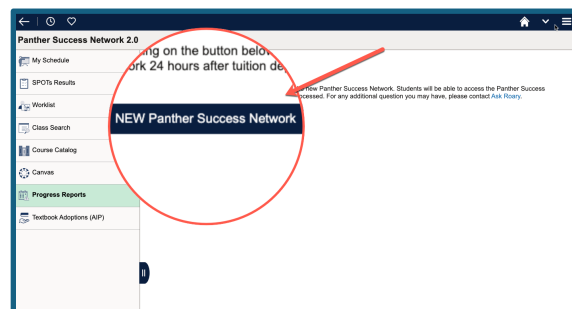 Panther Success Network 2.0
My Schedule
SPOTs Results
Worklist
Class Search
Course Catalog
Canvas
Progress Reports
Textbook Adoptions (AIP)
ing on the button below
ork 24 hours after tuition de
NEW Panther Success Network
new Panther Success Network. Students will be able to access the Panther Success
ocessed. For any additional question you may have, please contact Ask Roary.